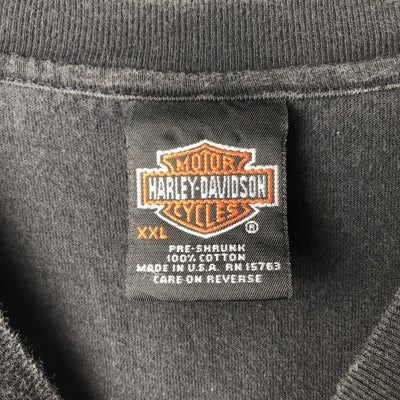 MOTOR
HARLEY-DAVIDSON
CYCLES
XXL ®
PRE-SHRUNK
100% COTTON
MADE IN U.S.A. RN 15763
CARE ON REVERSE